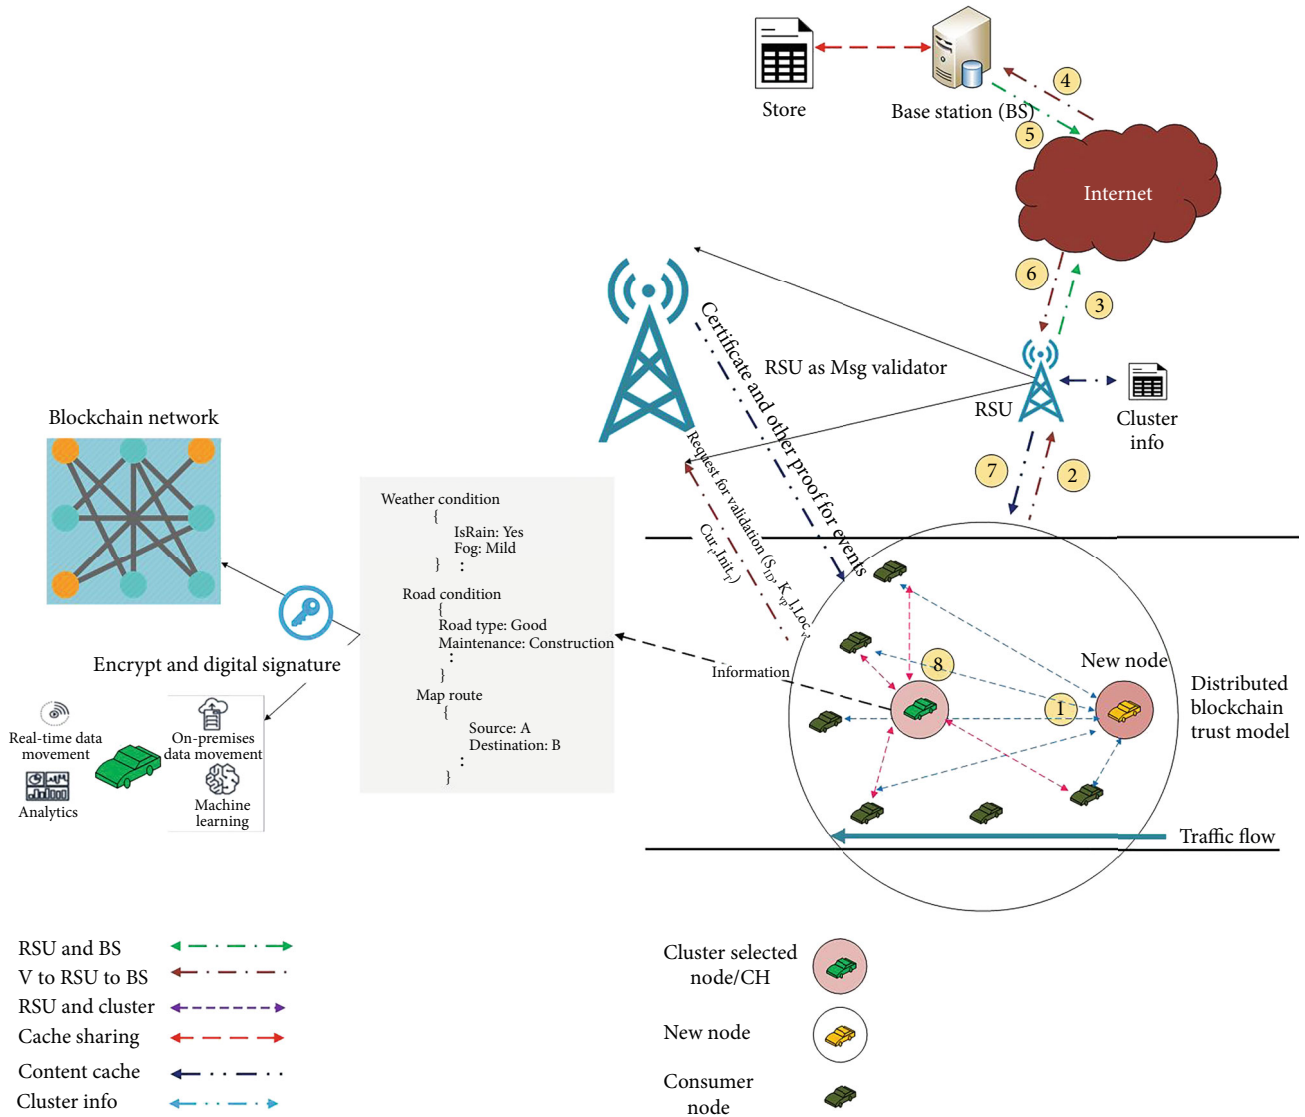 Store
Base station (BS)
4
5
Internet
6
3
RSU as Msg validator
RSU
Cluster
info
7
2
Certificate and other proof for events
Request for validation (S_ID, K_vp], Loc_v,
Cur_t, Init_T)
Blockchain network
Encrypt and digital signature
Real-time data
movement
On-premises
data movement
Analytics
Machine
learning
Weather condition
{
IsRain: Yes
Fog: Mild
} :
Road condition
{
Road type: Good
Maintenance: Construction
:
}
Map route
{
Source: A
Destination: B
:
}
Information
8
1
New node
Distributed
blockchain
trust model
Traffic flow
RSU and BS
V to RSU to BS
RSU and cluster
Cache sharing
Content cache
Cluster info
Cluster selected
node/CH
New node
Consumer
node